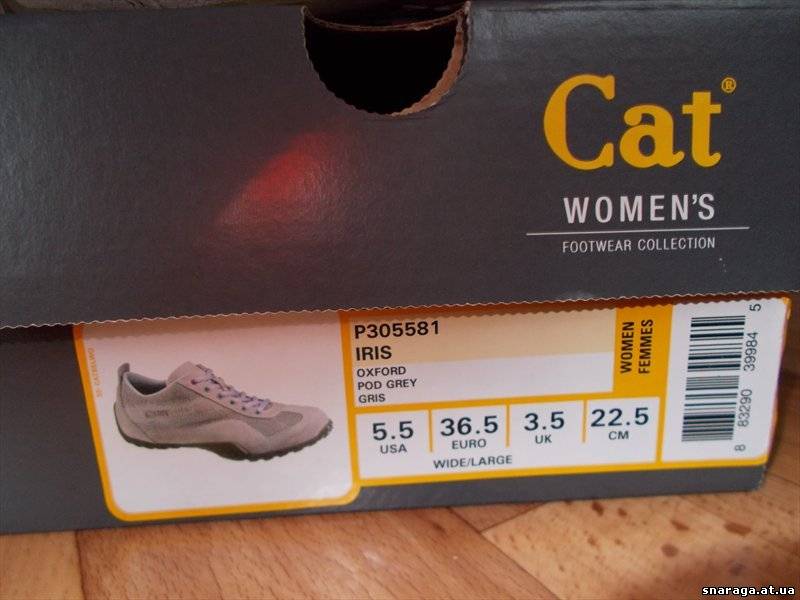 Cat®
WOMEN'S
FOOTWEAR COLLECTION
P305581
IRIS
OXFORD
POD GREY
GRIS
WOMEN
FEMMES
5.5
USA
36.5
EURO
3.5
UK
22.5
CM
WIDE/LARGE
8 83290 39984 5
snaraga.at.ua